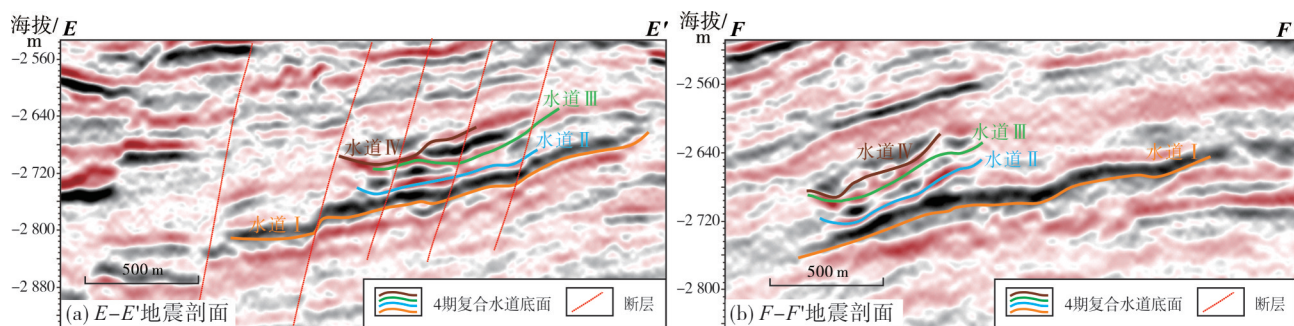 海拔/
m
E
E'
-2 560
-2 640
-2 720
-2 800
-2 880
水道Ⅲ
水道Ⅳ
水道Ⅱ
水道Ⅰ
500 m
(a) E-E'地震剖面
4期复合水道底面
断层
海拔/
m
F
F'
-2 560
-2 640
-2 720
-2 800
水道Ⅲ
水道Ⅳ
水道Ⅱ
水道Ⅰ
500 m
(b) F-F'地震剖面
4期复合水道底面
断层